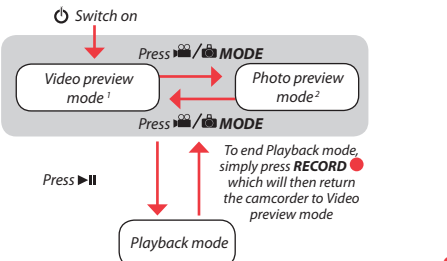 Switch on
Press / MODE
Video preview
mode 1
Photo preview
mode 2
Press / MODE
To end Playback mode,
simply press RECORD
which will then return
the camcorder to Video
preview mode
Press
Playback mode